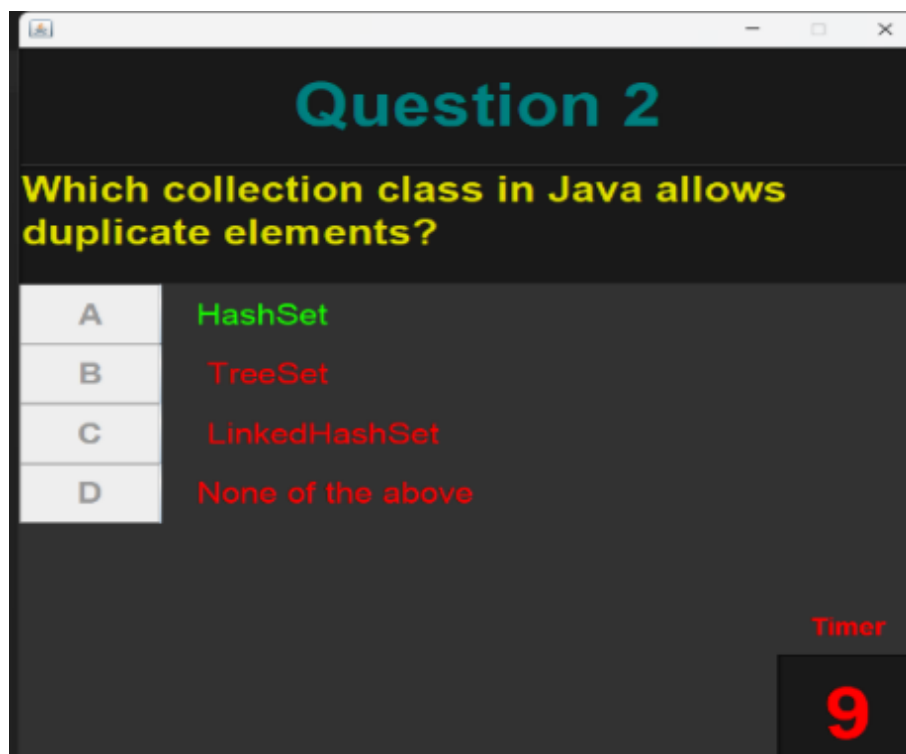 Question 2
Which collection class in Java allows
duplicate elements?
A HashSet
B TreeSet
C LinkedHashSet
D None of the above
Timer
9